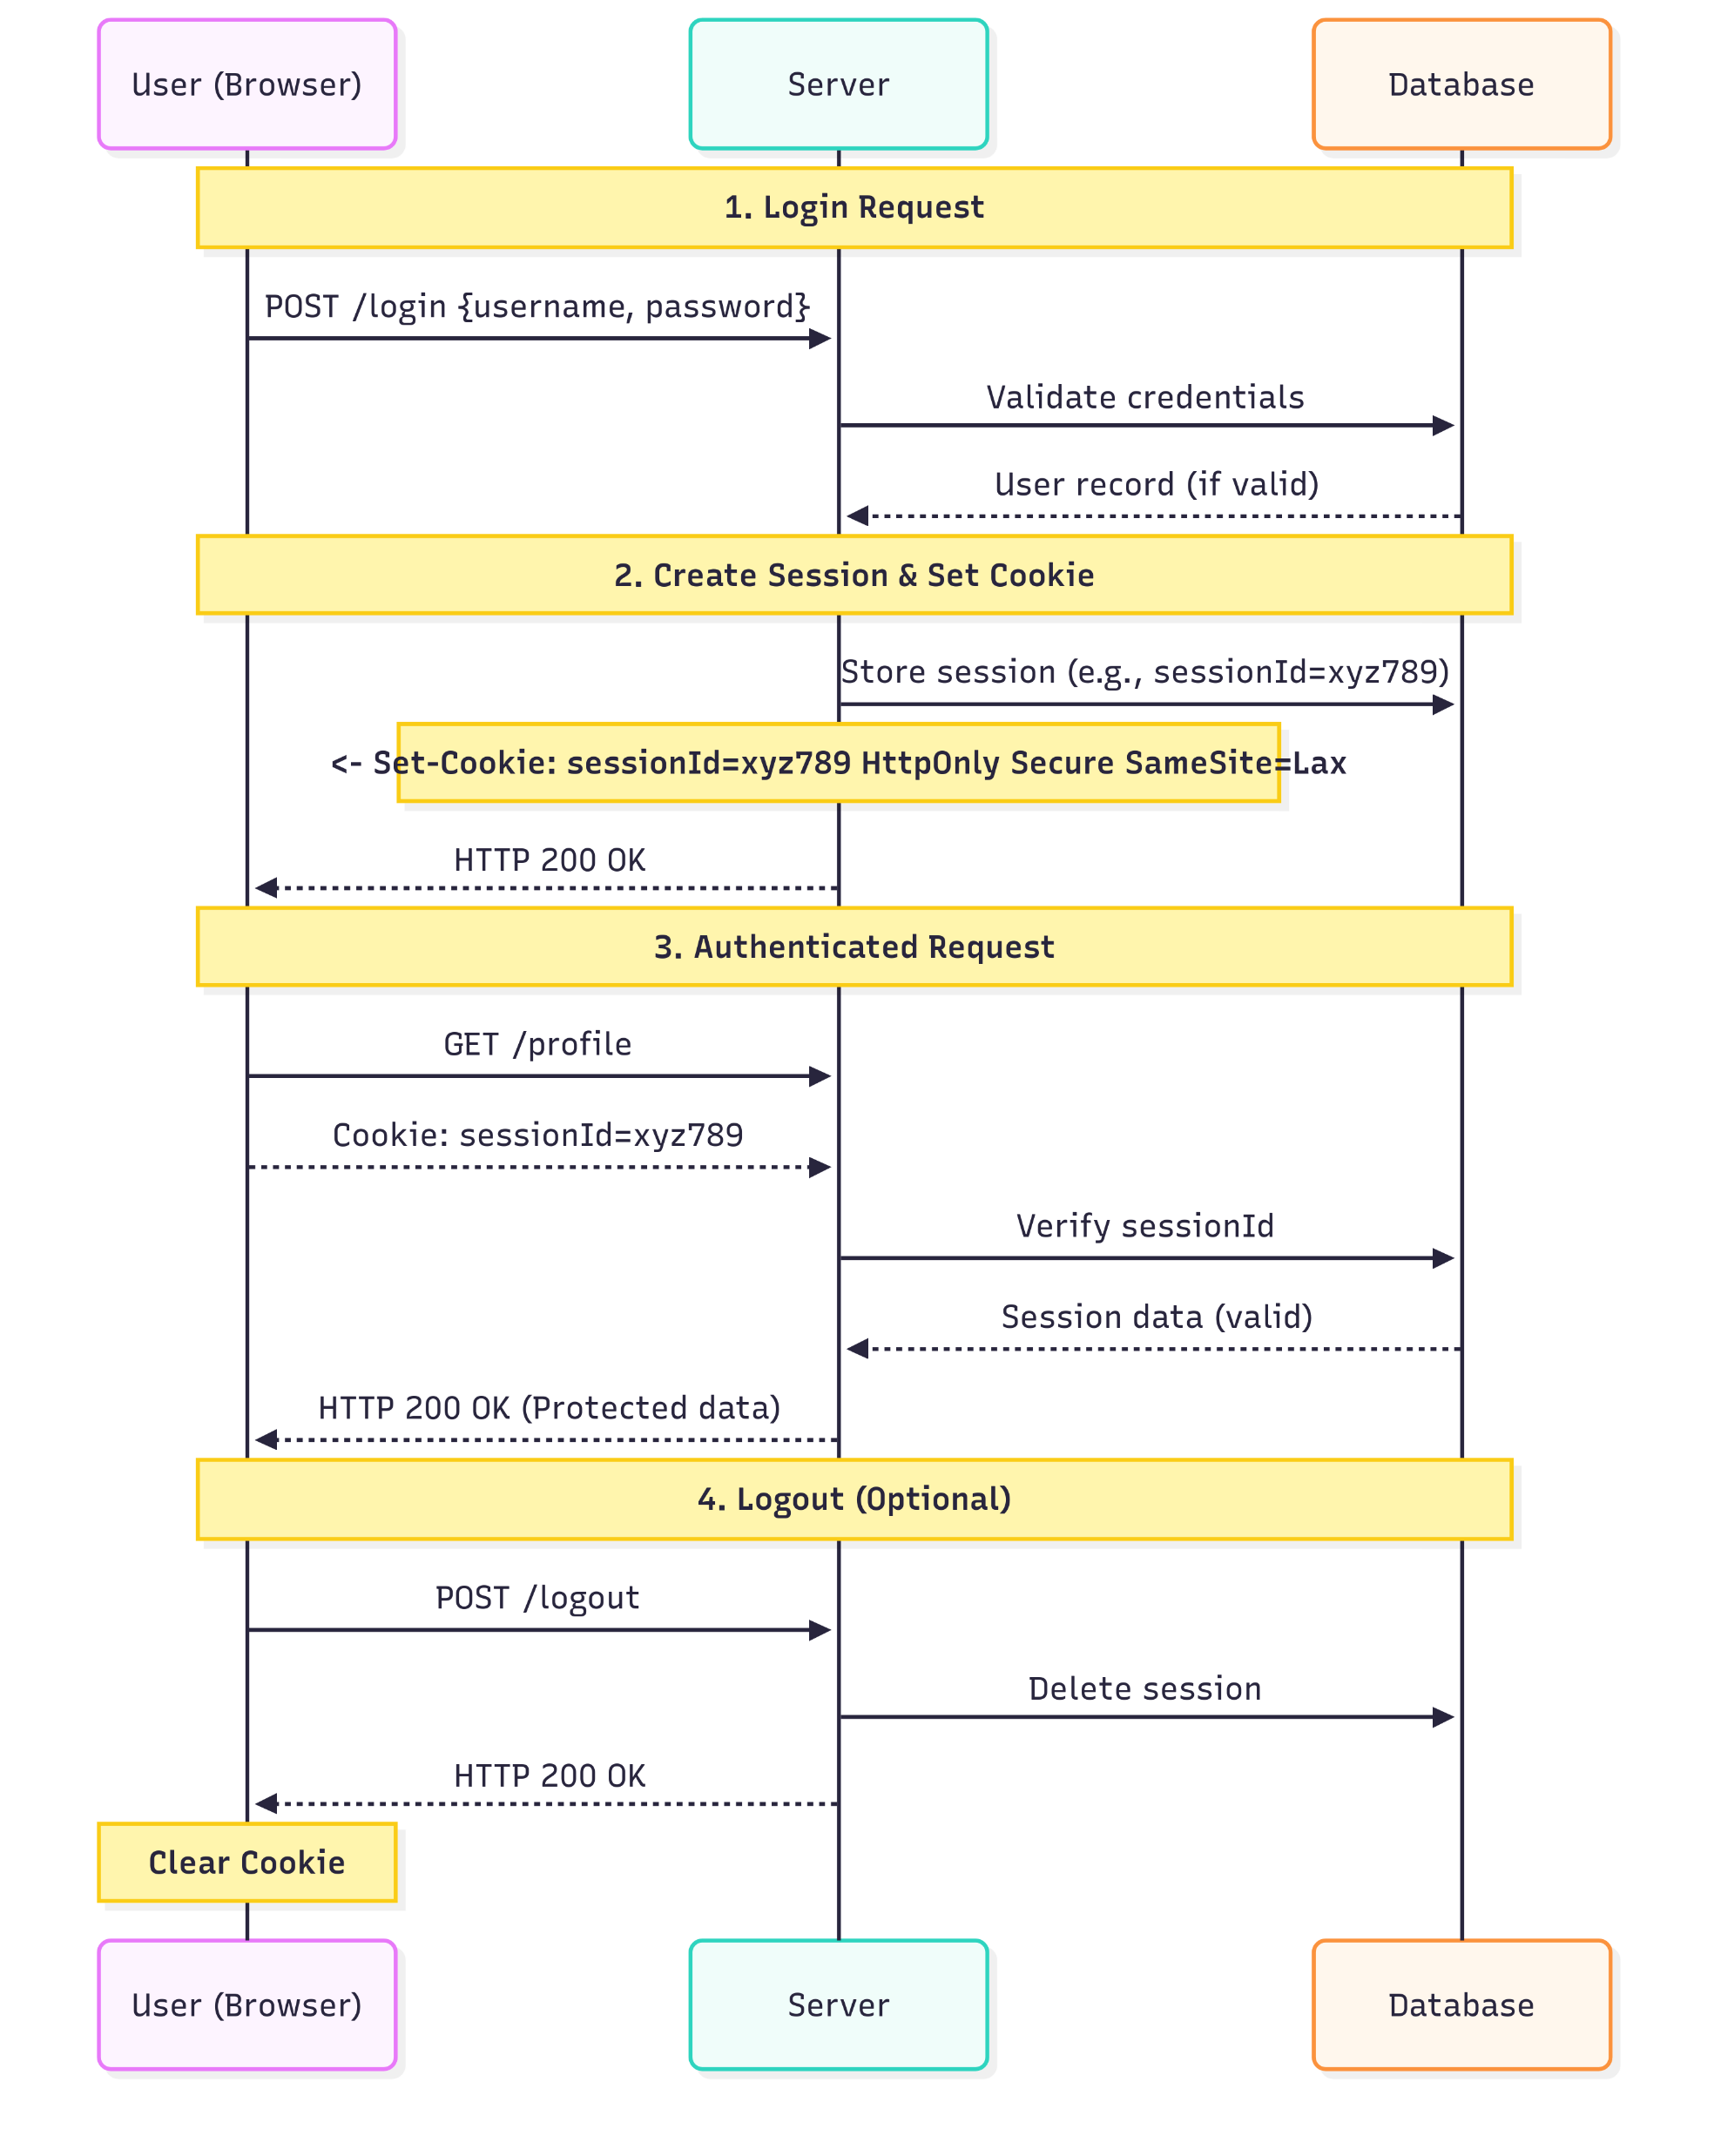 User (Browser)
Server
Database
1. Login Request
POST /login {username, password}
Validate credentials
User record (if valid)
2. Create Session & Set Cookie
Store session (e.g., sessionId=xyz789)
<- Set-Cookie: sessionId=xyz789 HttpOnly Secure SameSite=Lax
HTTP 200 OK
3. Authenticated Request
GET /profile
Cookie: sessionId=xyz789
Verify sessionId
Session data (valid)
HTTP 200 OK (Protected data)
4. Logout (Optional)
POST /logout
Delete session
HTTP 200 OK
Clear Cookie
User (Browser)
Server
Database